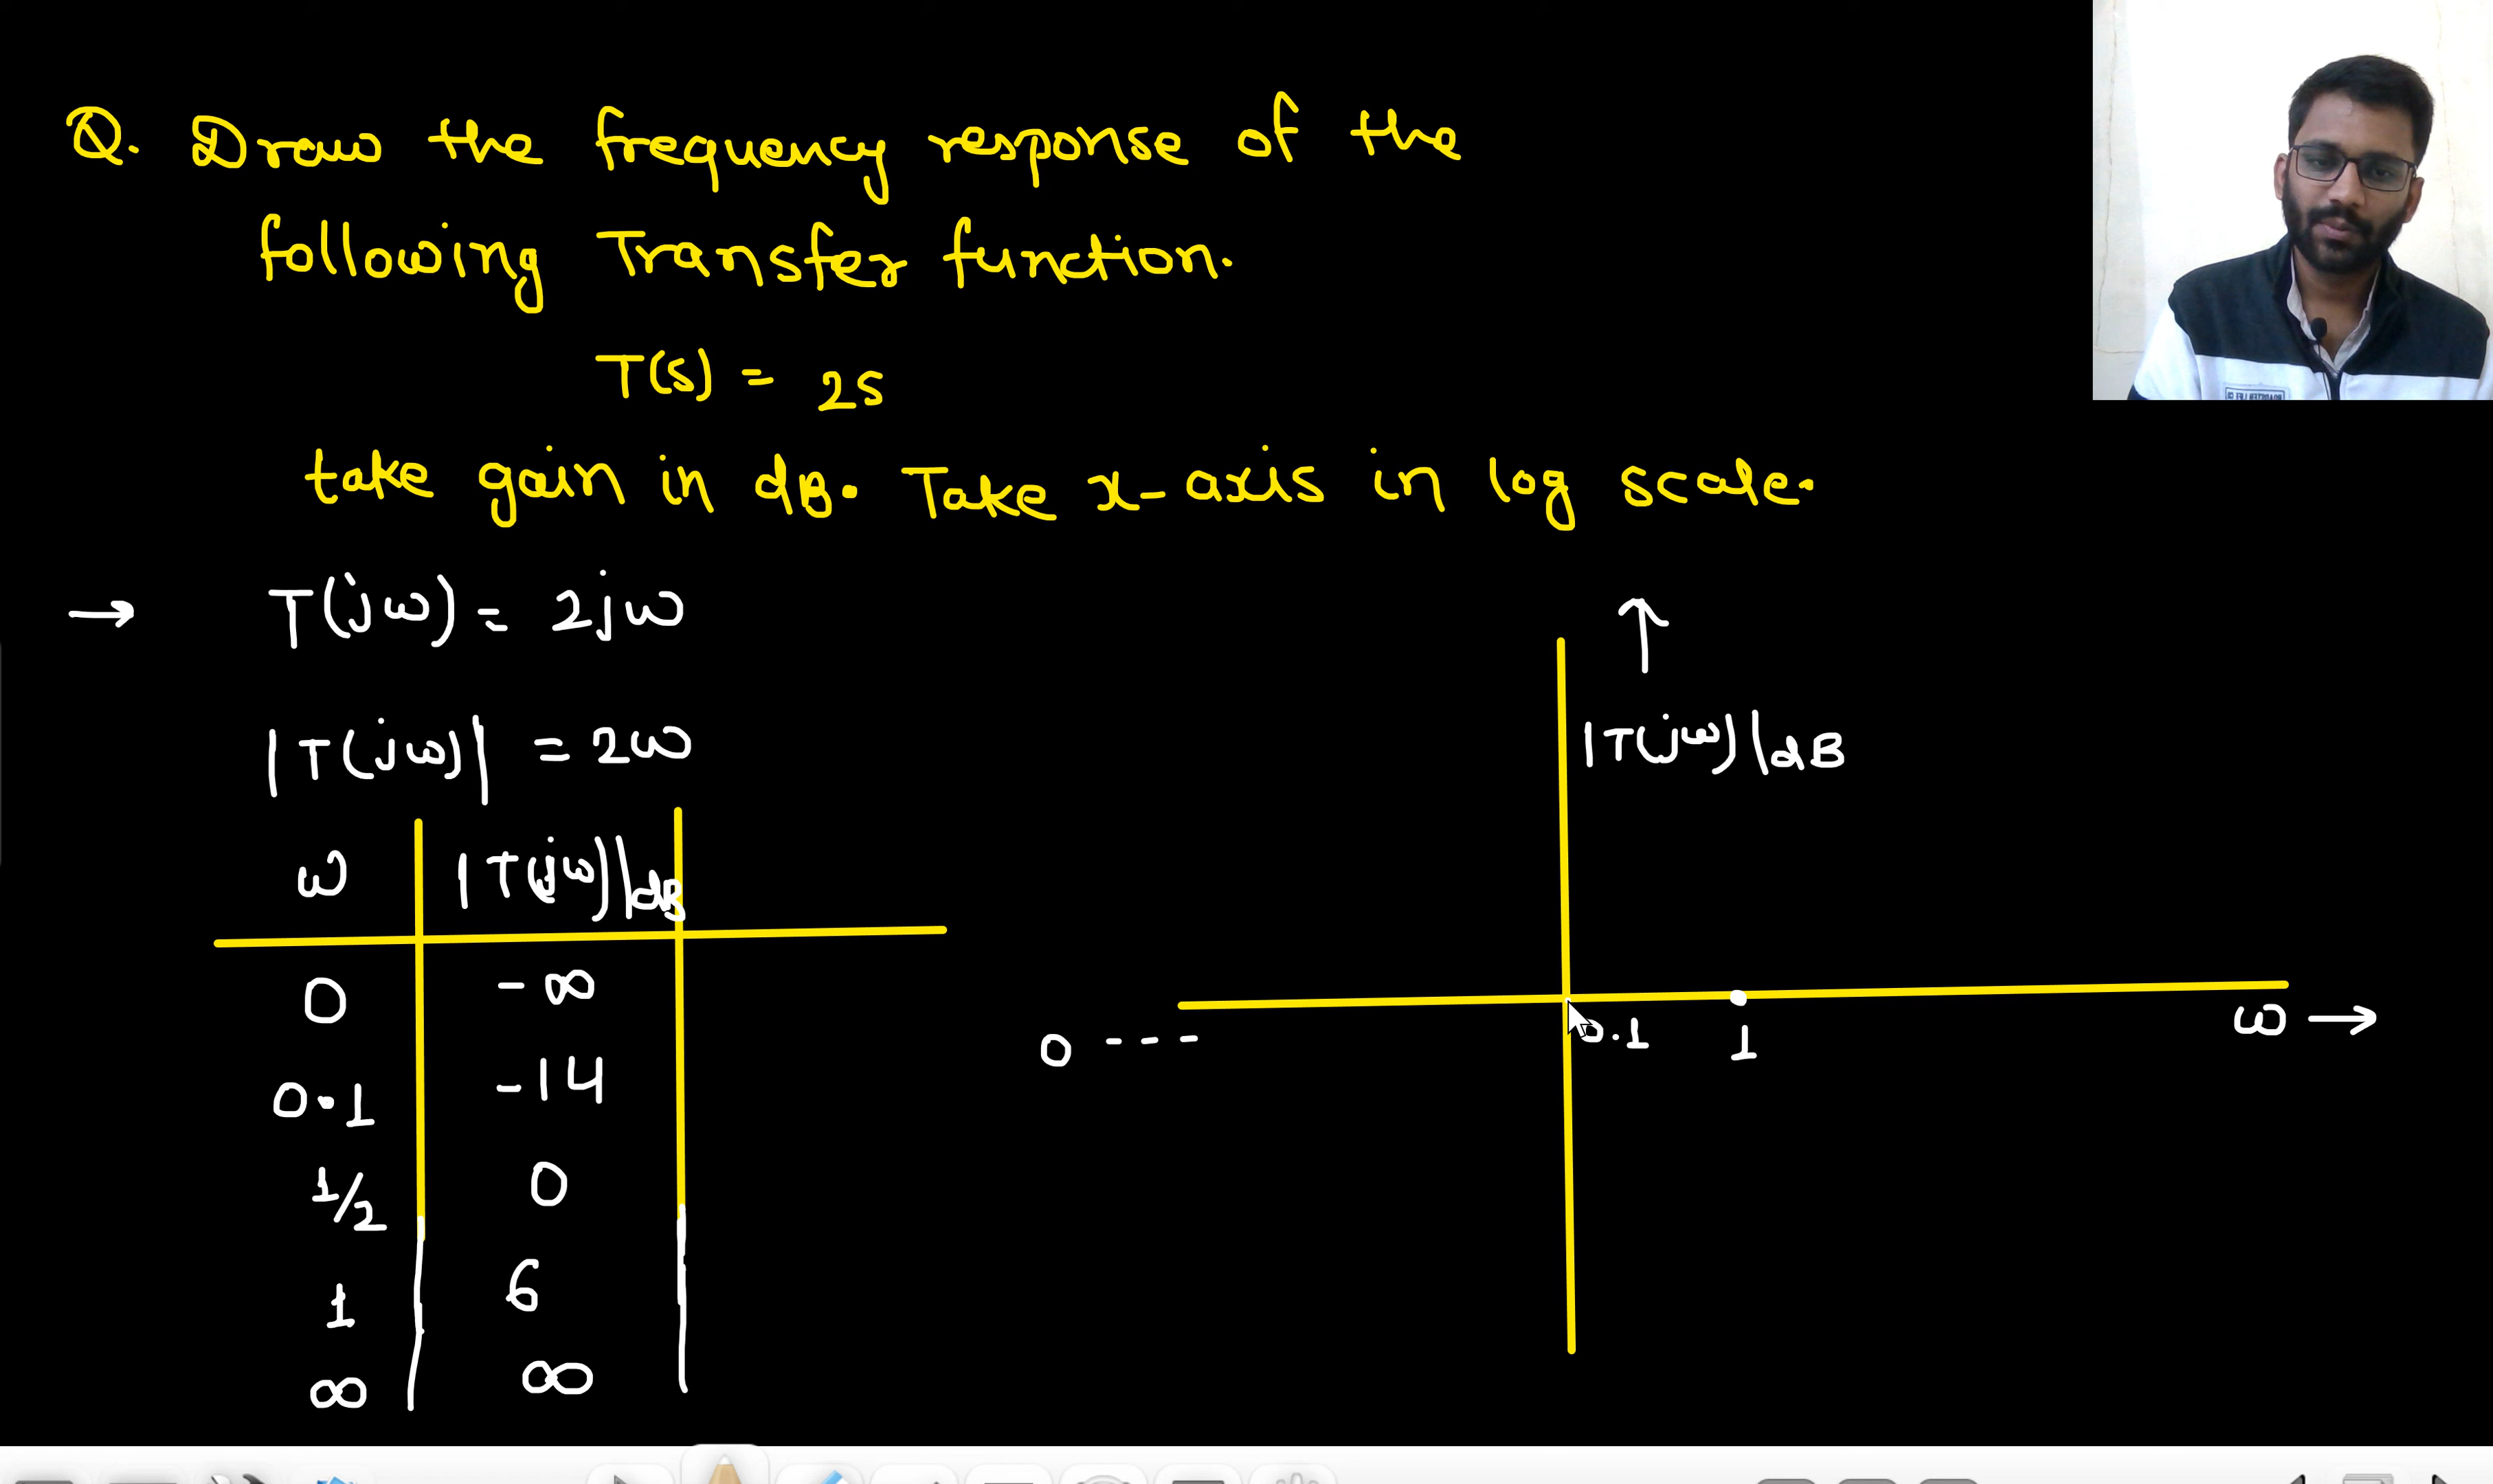 Q. Draw the frequency response of the
following Transfer function.
T(s) = 2s
take gain in dB. Take x-axis in log scale.
→ T(jω) = 2jω
|T(jω)| = 2ω
ω |T(jω)|dB
0 -∞
0.1 -14
1/2 0
1 6
∞ ∞
↑
|T(jω)|dB
0 --- 0.1 1 ω →